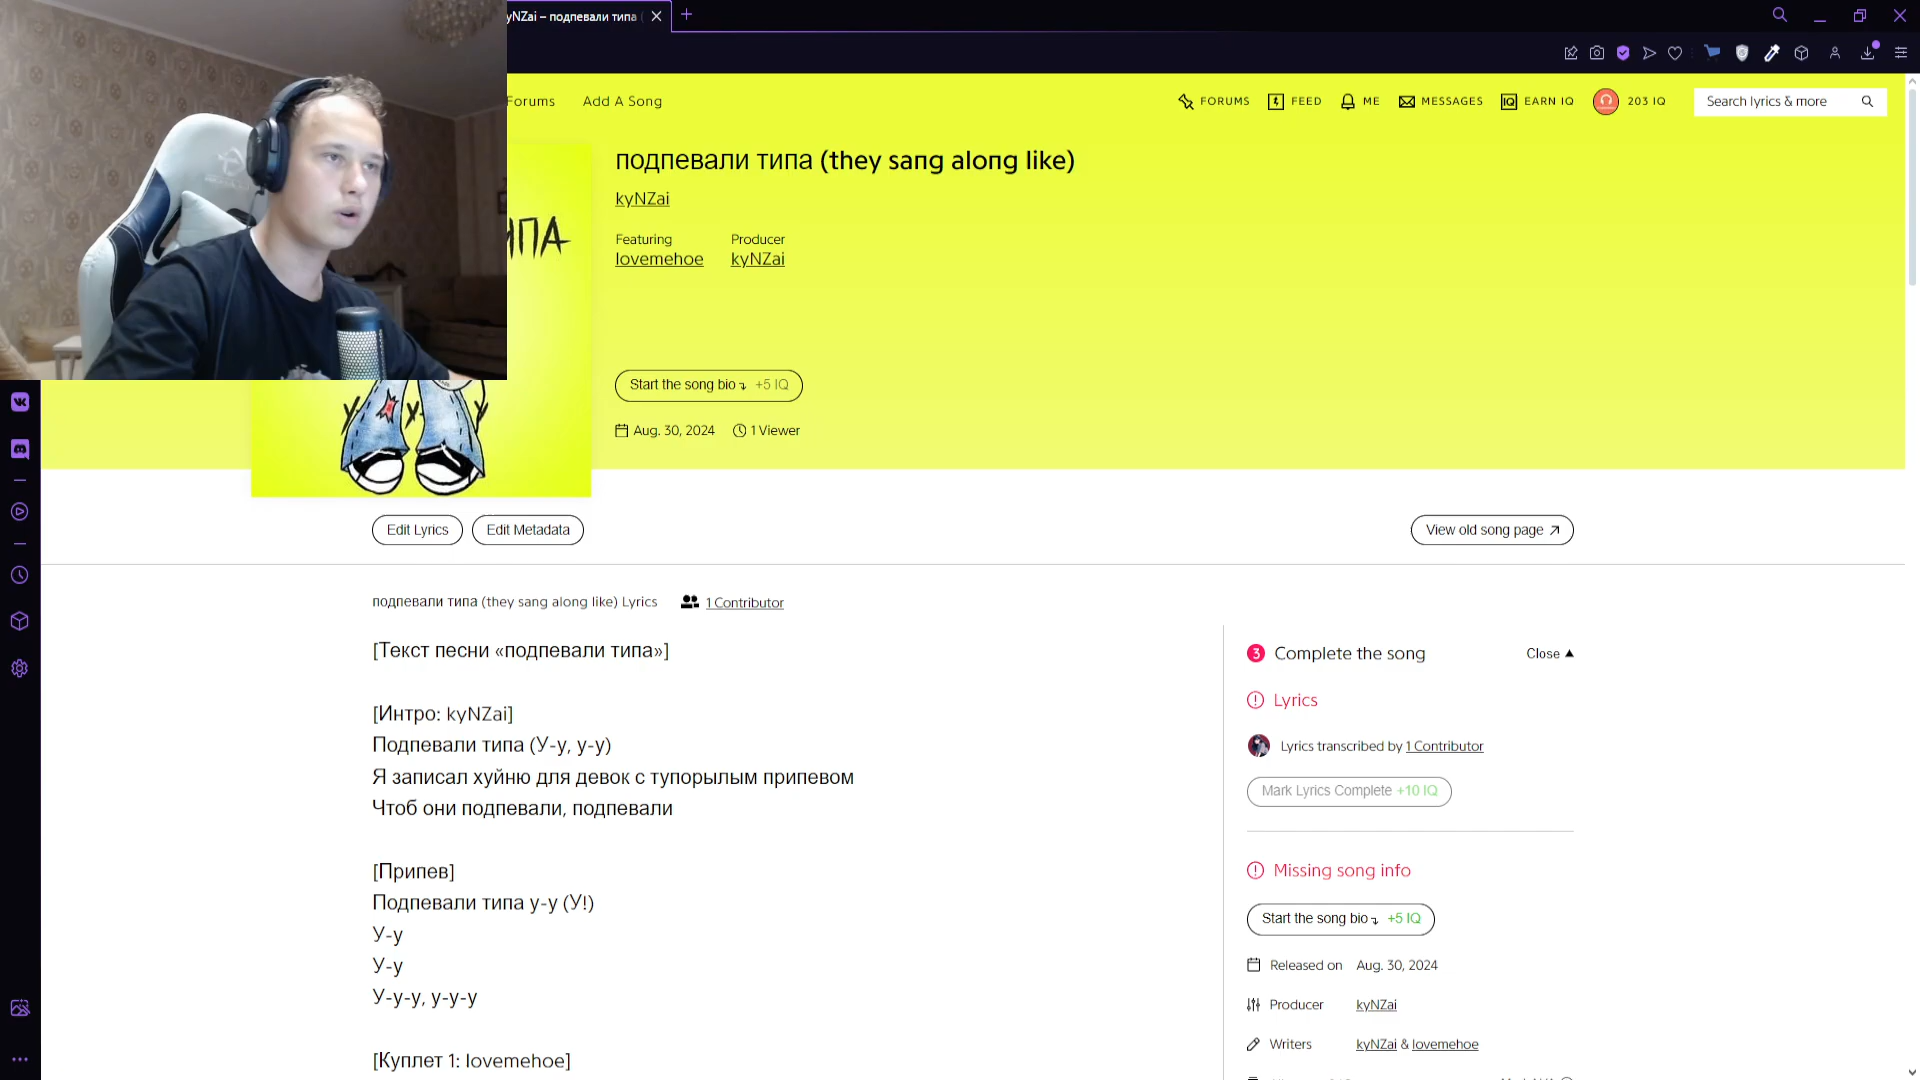 yNZai – подпевали типа
Forums
Add A Song
FORUMS
FEED
ME
MESSAGES
EARN IQ
203 IQ
Search lyrics & more
подпевали типа (they sang along like)
kyNZai
Featuring
Producer
lovemehoe
kyNZai
ИПА
Start the song bio +5 IQ
Aug. 30, 2024
1 Viewer
Edit Lyrics
Edit Metadata
View old song page
подпевали типа (they sang along like) Lyrics
1 Contributor
[Текст песни «подпевали типа»]
[Интро: kyNZai]
Подпевали типа (У-у, у-у)
Я записал хуйню для девок с тупорылым припевом
Чтоб они подпевали, подпевали
[Припев]
Подпевали типа у-у (У!)
У-у
У-у
У-у-у, у-у-у
[Куплет 1: lovemehoe]
3 Complete the song
Close
Lyrics
Lyrics transcribed by 1 Contributor
Mark Lyrics Complete +10 IQ
Missing song info
Start the song bio +5 IQ
Released on Aug. 30, 2024
Producer kyNZai
Writers kyNZai & lovemehoe